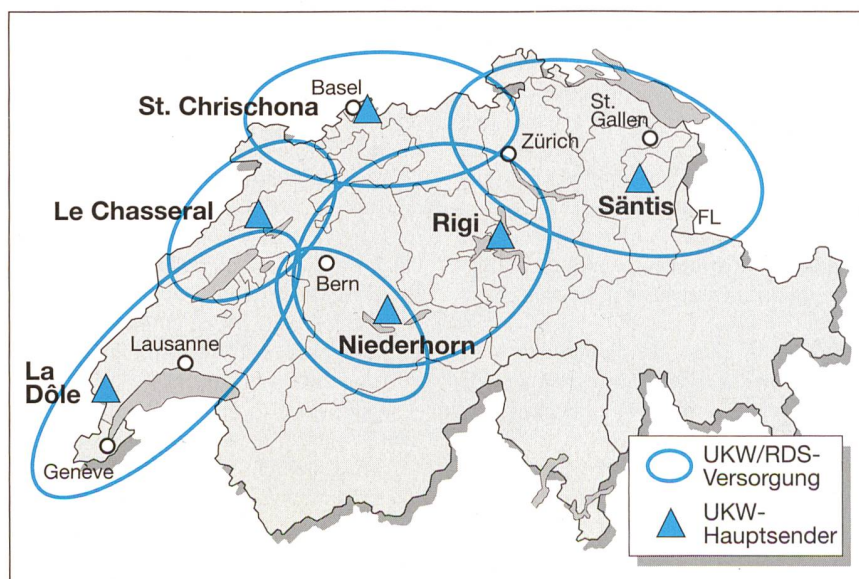 Basel
St. Chrischona
St.
Gallen
Zürich
Le Chasseral
Rigi
Säntis
FL
Bern
Niederhorn
Lausanne
La
Dôle
Genève
UKW/RDS-
Versorgung
UKW-
Hauptsender